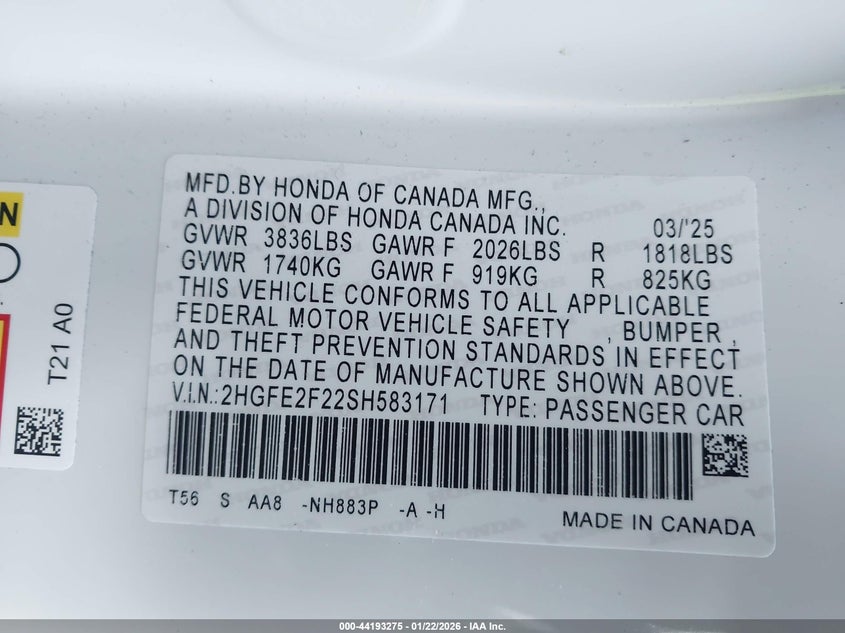 MFD.BY HONDA OF CANADA MFG.,
A DIVISION OF HONDA CANADA INC. 03/'25
GVWR 3836LBS GAWR F 2026LBS R 1818LBS
GVWR 1740KG GAWR F 919KG R 825KG
THIS VEHICLE CONFORMS TO ALL APPLICABLE
FEDERAL MOTOR VEHICLE SAFETY , BUMPER ,
AND THEFT PREVENTION STANDARDS IN EFFECT
ON THE DATE OF MANUFACTURE SHOWN ABOVE.
V.I.N.:2HGFE2F22SH583171 TYPE: PASSENGER CAR
T56 S AA8 -NH883P -A -H
MADE IN CANADA
T21 A0
000-44193275 - 01/22/2026 - IAA Inc.